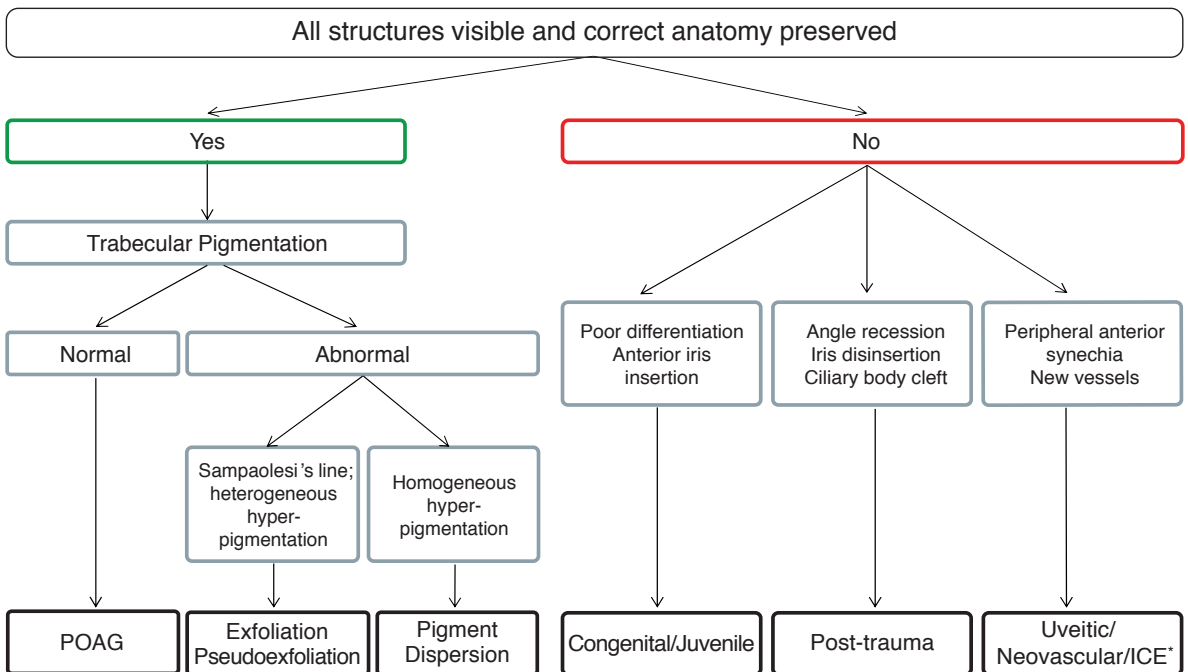 All structures visible and correct anatomy preserved
Yes
No
Trabecular Pigmentation
Normal
Abnormal
Poor differentiation
Anterior iris
insertion
Angle recession
Iris disinsertion
Ciliary body cleft
Peripheral anterior
synechia
New vessels
Sampaolesi's line;
heterogeneous
hyper-
pigmentation
Homogeneous
hyper-
pigmentation
POAG
Exfoliation
Pseudoexfoliation
Pigment
Dispersion
Congenital/Juvenile
Post-trauma
Uveitic/
Neovascular/ICE*